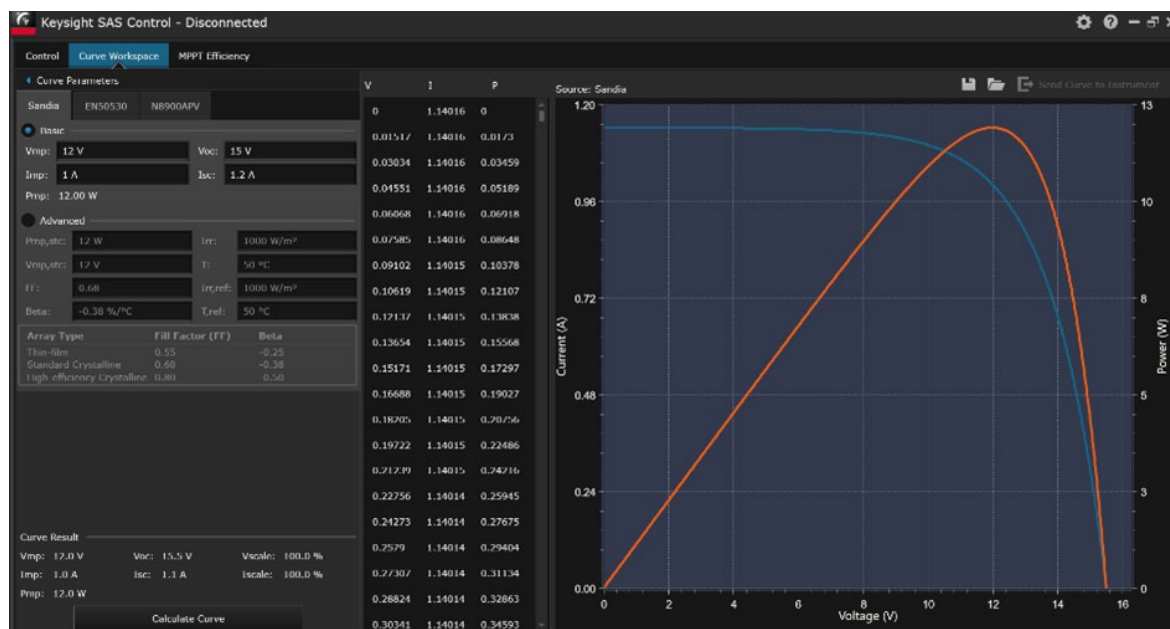 Keysight SAS Control - Disconnected
Control Curve Workspace MPPT Efficiency
Curve Parameters
Sandia EN50530 N8900APV
Basic
Vmp: 12 V Voc: 15 V
Imp: 1 A Isc: 1.2 A
Pmp: 12.00 W
Advanced
Pmp,stc: 12 W Irr: 1000 W/m²
Vmp,stc: 12 V T: 50 °C
FF: 0.68 Irr,ref: 1000 W/m²
Beta: -0.38 %/°C T,ref: 50 °C
Array Type Fill Factor (FF) Beta
Thin-film 0.55 -0.25
Standard Crystalline 0.68 -0.38
High-efficiency Crystalline 0.80 -0.50
Curve Result
Vmp: 12.0 V Voc: 15.5 V Vscale: 100.0 %
Imp: 1.0 A Isc: 1.1 A Iscale: 100.0 %
Pmp: 12.0 W
Calculate Curve
V I P
0 1.14016 0
0.01517 1.14016 0.0173
0.03034 1.14016 0.03459
0.04551 1.14016 0.05189
0.06068 1.14016 0.06918
0.07585 1.14016 0.08648
0.09102 1.14015 0.10378
0.10619 1.14015 0.12107
0.12137 1.14015 0.13838
0.13654 1.14015 0.15568
0.15171 1.14015 0.17297
0.16688 1.14015 0.19027
0.18205 1.14015 0.20756
0.19722 1.14015 0.22486
0.21239 1.14015 0.24216
0.22756 1.14014 0.25945
0.24273 1.14014 0.27675
0.2579 1.14014 0.29404
0.27307 1.14014 0.31134
0.28824 1.14014 0.32863
0.30341 1.14014 0.34593
Source: Sandia
Send Curve to Instrument
1.20
0.96
0.72
0.48
0.24
0.00
Current (A)
13
10
8
5
3
0
Power (W)
0 2 4 6 8 10 12 14 16
Voltage (V)